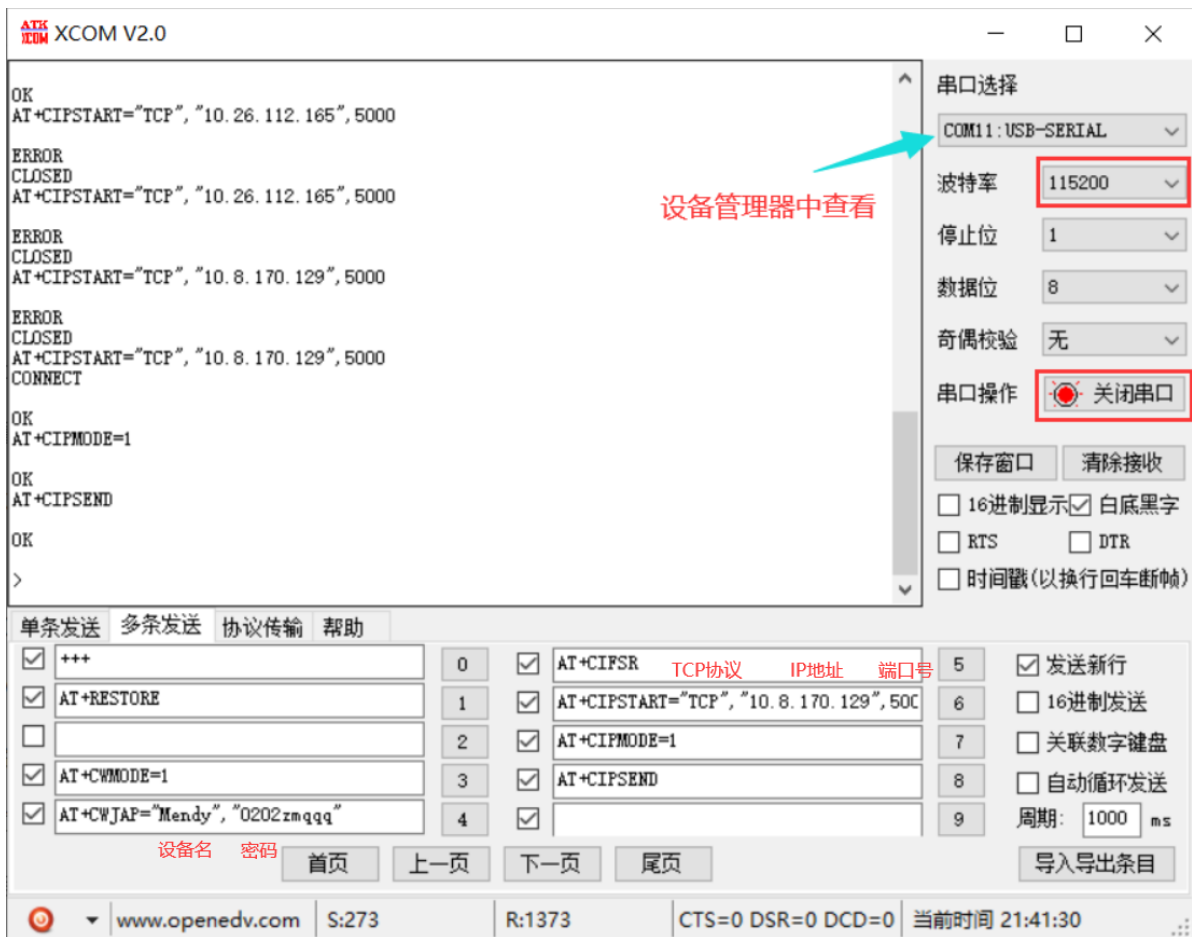 ATK XCOM XCOM V2.0
OK
AT+CIPSTART="TCP", "10.26.112.165",5000
ERROR
CLOSED
AT+CIPSTART="TCP", "10.26.112.165",5000
ERROR
CLOSED
AT+CIPSTART="TCP", "10.8.170.129",5000
ERROR
CLOSED
AT+CIPSTART="TCP", "10.8.170.129",5000
CONNECT
OK
AT+CIPMODE=1
OK
AT+CIPSEND
OK
>
设备管理器中查看
串口选择
COM11:USB-SERIAL
波特率 115200
停止位 1
数据位 8
奇偶校验 无
串口操作 关闭串口
保存窗口 清除接收
16进制显示 白底黑字
RTS DTR
时间戳(以换行回车断帧)
单条发送 多条发送 协议传输 帮助
+++ 0
AT+RESTORE 1
2
AT+CWMODE=1 3
AT+CWJAP="Mendy", "0202zmqqq" 4
设备名 密码
AT+CIFSR TCP协议 IP地址 端口号 5
AT+CIPSTART="TCP", "10.8.170.129",500 6
AT+CIPMODE=1 7
AT+CIPSEND 8
9
发送新行
16进制发送
关联数字键盘
自动循环发送
周期: 1000 ms
首页 上一页 下一页 尾页 导入导出条目
www.openedv.com S:273 R:1373 CTS=0 DSR=0 DCD=0 当前时间 21:41:30